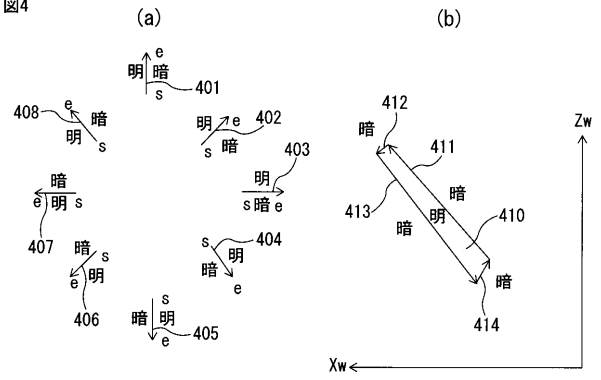 図4
(a)
(b)
e
明 暗
401
s
408
e 暗
明 s
明 e
402
s 暗
暗
e 明 s
407
明
403
s 暗 e
暗 s
e 明
406
s 404
明
暗
e
s
暗 明
405
e
412
暗
411
413
暗
暗 明
410
暗
414
Zw
Xw